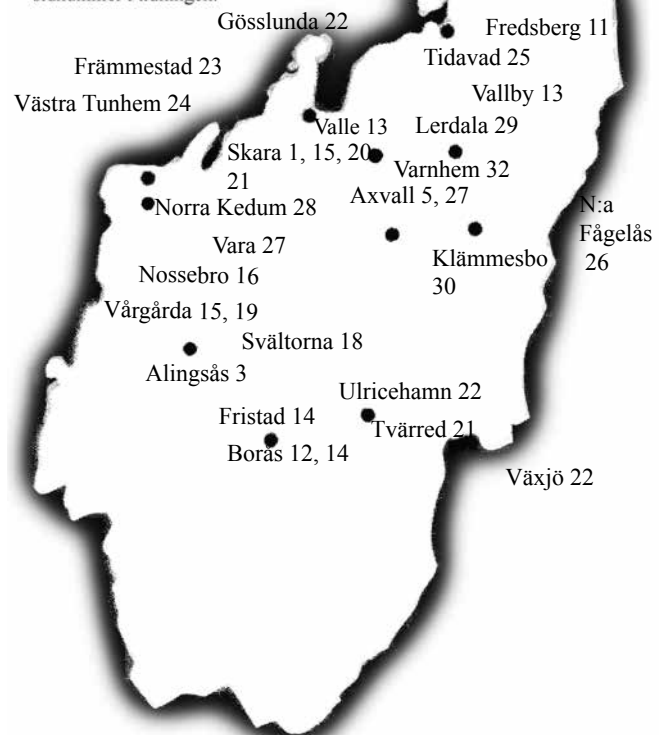 Gösslunda 22
Fredsberg 11
Tidavad 25
Främmestad 23
Vallby 13
Västra Tunhem 24
Valle 13
Lerdala 29
Skara 1, 15, 20
21
Varnhem 32
Axvall 5, 27
Norra Kedum 28
N:a
Fågelås
26
Vara 27
Klämmesbo
30
Nossebro 16
Vårgårda 15, 19
Svältorna 18
Alingsås 3
Ulricehamn 22
Fristad 14
Tvärred 21
Borås 12, 14
Växjö 22